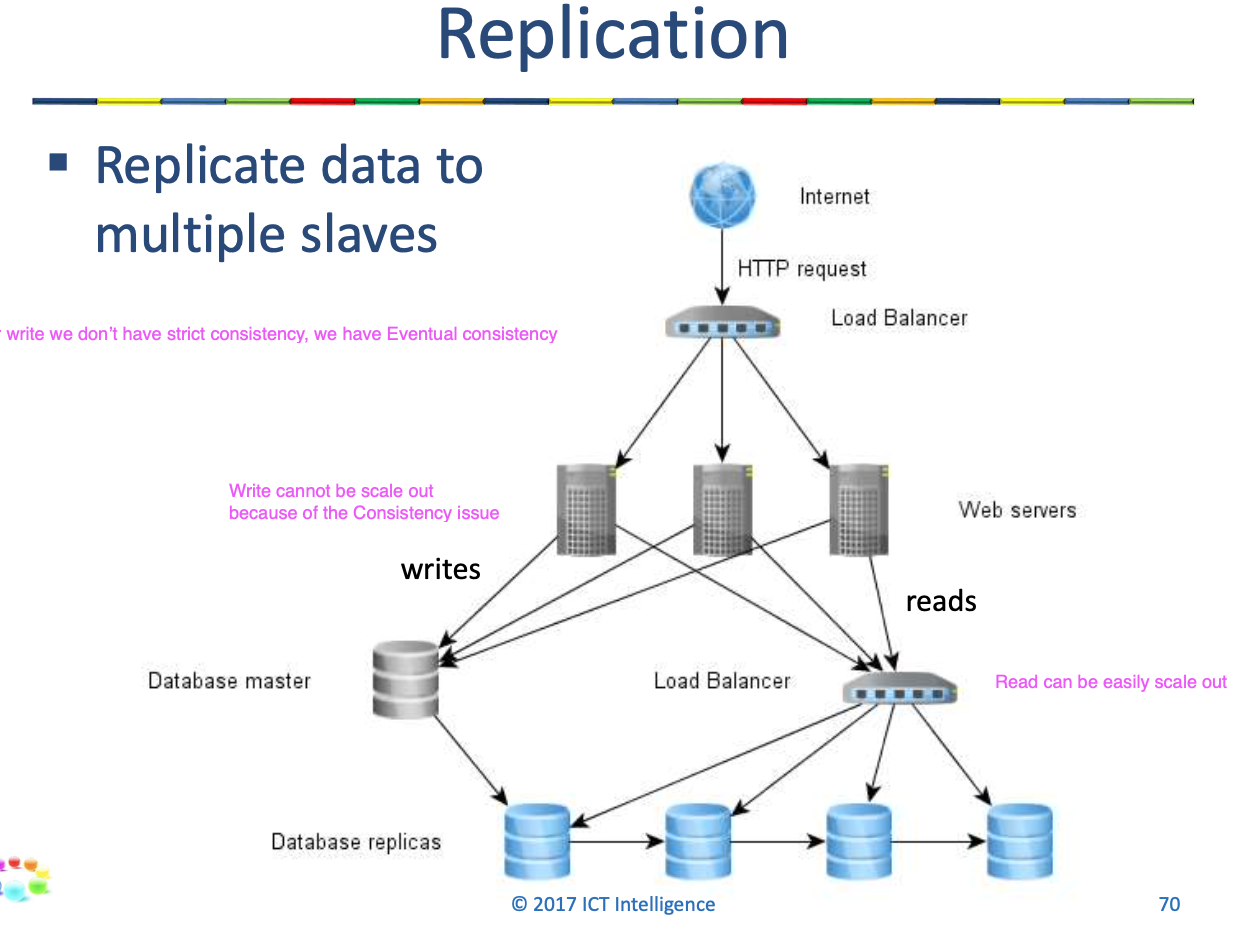 Replication
Replicate data to
multiple slaves
write we don't have strict consistency, we have Eventual consistency
Internet
HTTP request
Load Balancer
Write cannot be scale out
because of the Consistency issue
Web servers
writes
reads
Database master
Load Balancer
Read can be easily scale out
Database replicas
© 2017 ICT Intelligence
70